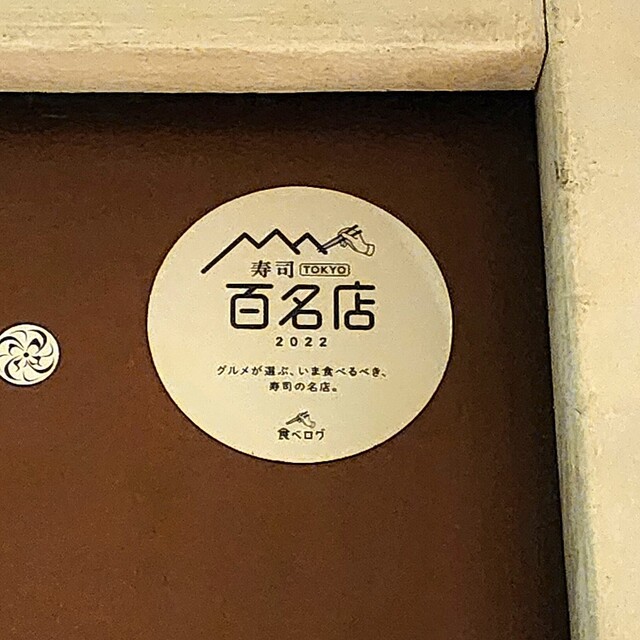 寿司 TOKYO
百名店
2022
グルメが選ぶ、いま食べるべき、
寿司の名店。
食べログ